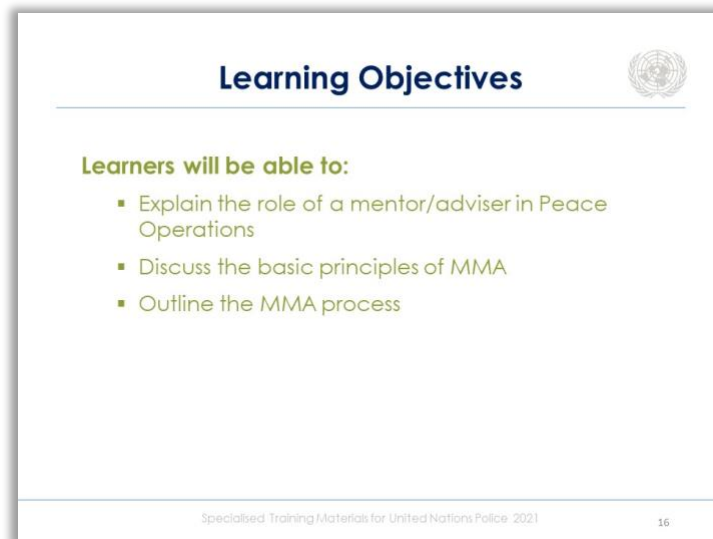 Learning Objectives
Learners will be able to:
▪ Explain the role of a mentor/adviser in Peace
Operations
▪ Discuss the basic principles of MMA
▪ Outline the MMA process
Specialised Training Materials for United Nations Police 2021
16